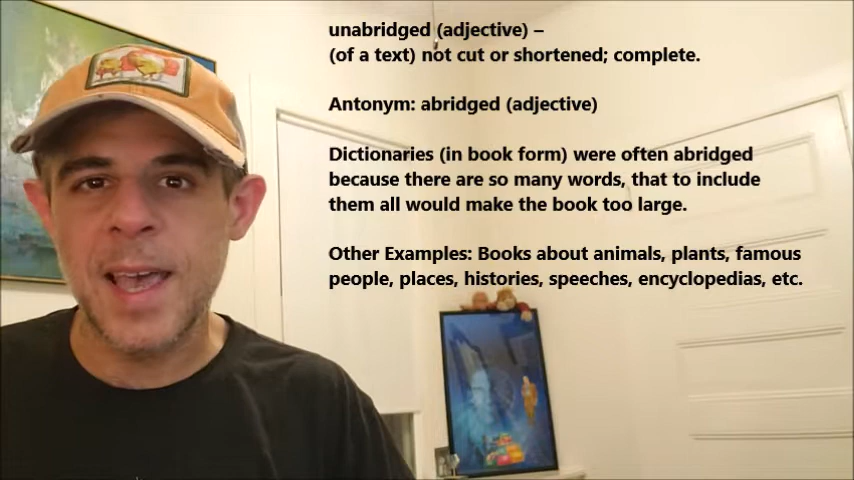 unabridged (adjective) –
(of a text) not cut or shortened; complete.
Antonym: abridged (adjective)
Dictionaries (in book form) were often abridged
because there are so many words, that to include
them all would make the book too large.
Other Examples: Books about animals, plants, famous
people, places, histories, speeches, encyclopedias, etc.